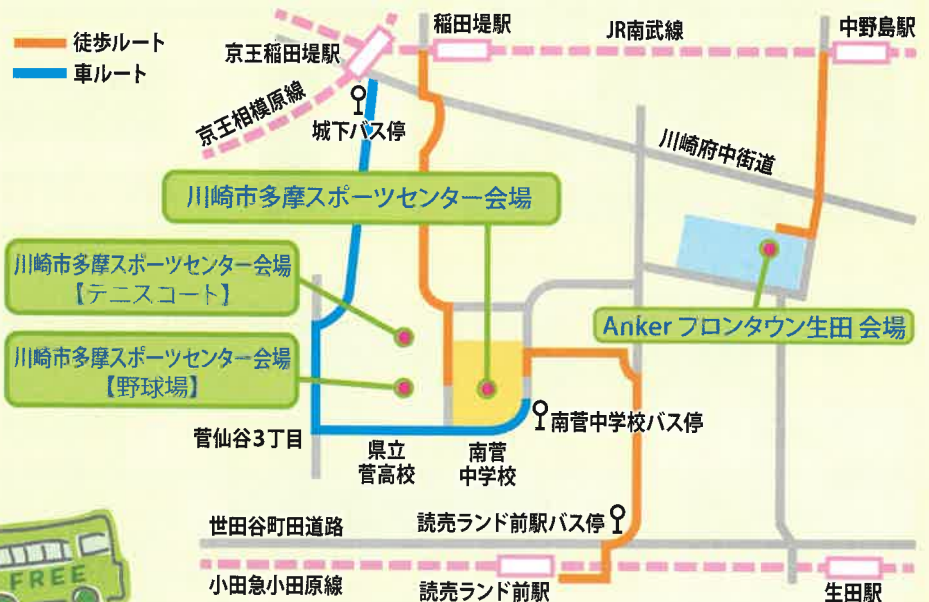 徒歩ルート
車ルート
京王稲田堤駅
稲田堤駅
JR南武線
中野島駅
京王相模原線
城下バス停
川崎府中街道
川崎市多摩スポーツセンター会場
川崎市多摩スポーツセンター会場
【テニスコート】
川崎市多摩スポーツセンター会場
【野球場】
Anker フロンタウン生田 会場
菅仙谷3丁目
県立
菅高校
南菅
中学校
南菅中学校バス停
世田谷町田道路
読売ランド前駅バス停
小田急小田原線
読売ランド前駅
生田駅
FREE